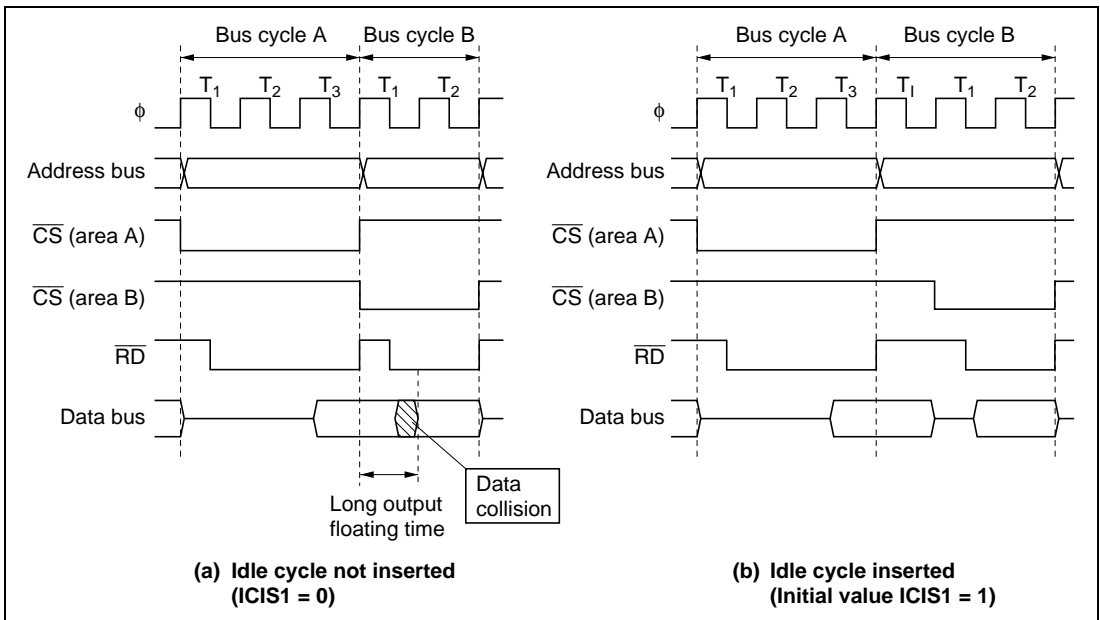 Bus cycle A Bus cycle B
T1 T2 T3 T1 T2
ϕ
Address bus
CS (area A)
CS (area B)
RD
Data bus
Long output
floating time
Data
collision
(a) Idle cycle not inserted
(ICIS1 = 0)
Bus cycle A Bus cycle B
T1 T2 T3 TI T1 T2
ϕ
Address bus
CS (area A)
CS (area B)
RD
Data bus
(b) Idle cycle inserted
(Initial value ICIS1 = 1)